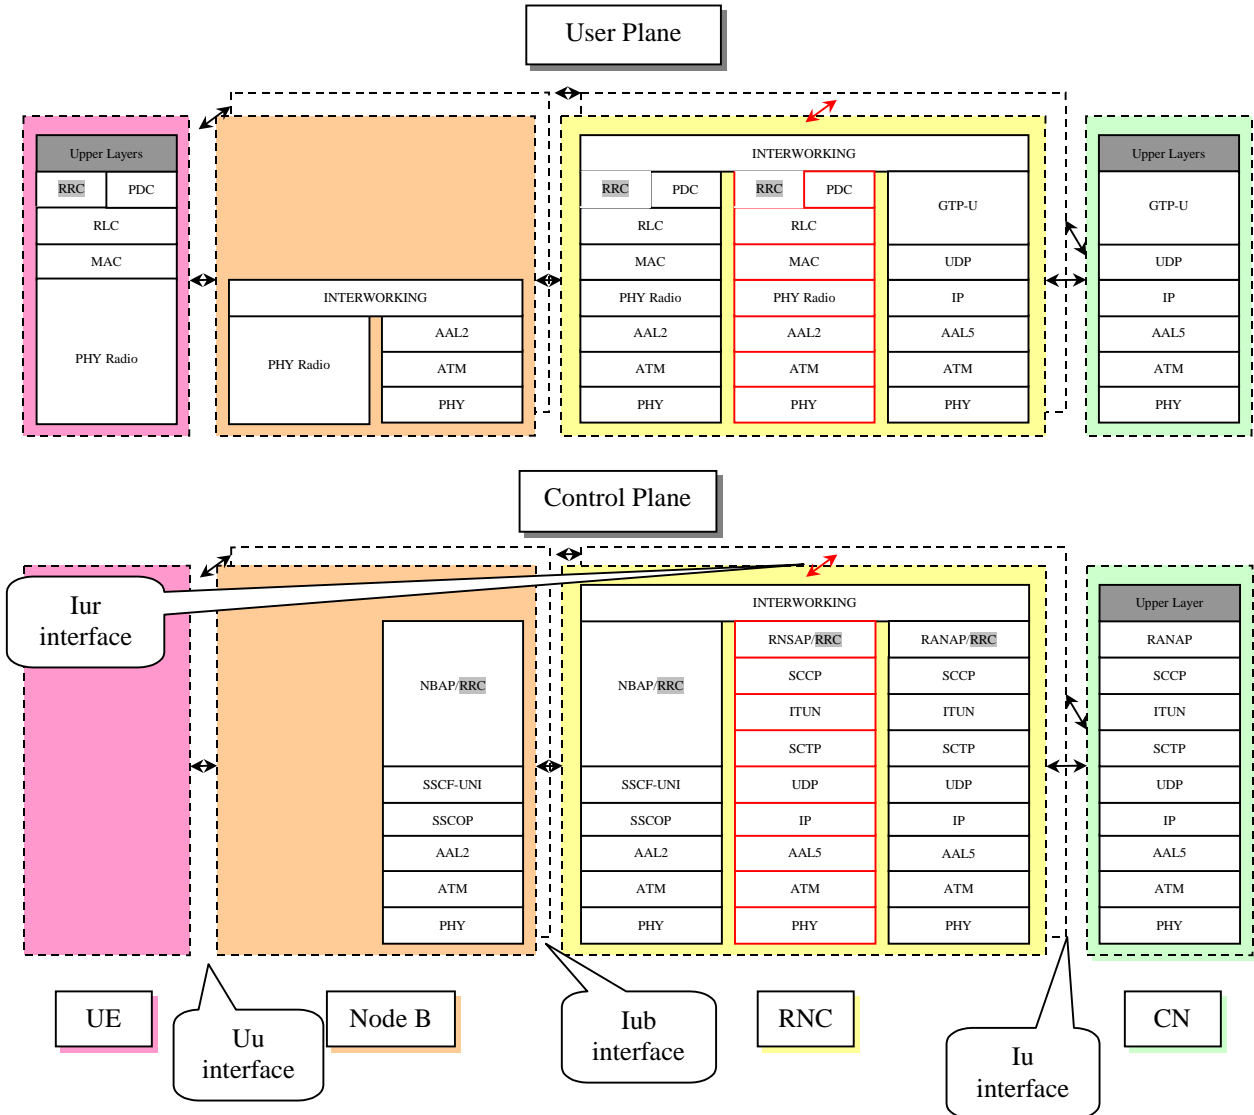 User Plane
Upper Layers
RRC PDC
RLC
MAC
PHY Radio
INTERWORKING
PHY Radio
AAL2
ATM
PHY
INTERWORKING
RRC PDC
RLC
MAC
PHY Radio
AAL2
ATM
PHY
RRC PDC
RLC
MAC
PHY Radio
AAL2
ATM
PHY
GTP-U
UDP
IP
AAL5
ATM
PHY
Upper Layers
GTP-U
UDP
IP
AAL5
ATM
PHY
Control Plane
Iur
interface
NBAP/RRC
SSCF-UNI
SSCOP
AAL2
ATM
PHY
INTERWORKING
NBAP/RRC
SSCF-UNI
SSCOP
AAL2
ATM
PHY
RNSAP/RRC
SCCP
ITUN
SCTP
UDP
IP
AAL5
ATM
PHY
RANAP/RRC
SCCP
ITUN
SCTP
UDP
IP
AAL5
ATM
PHY
Upper Layer
RANAP
SCCP
ITUN
SCTP
UDP
IP
AAL5
ATM
PHY
UE
Uu
interface
Node B
Iub
interface
RNC
Iu
interface
CN